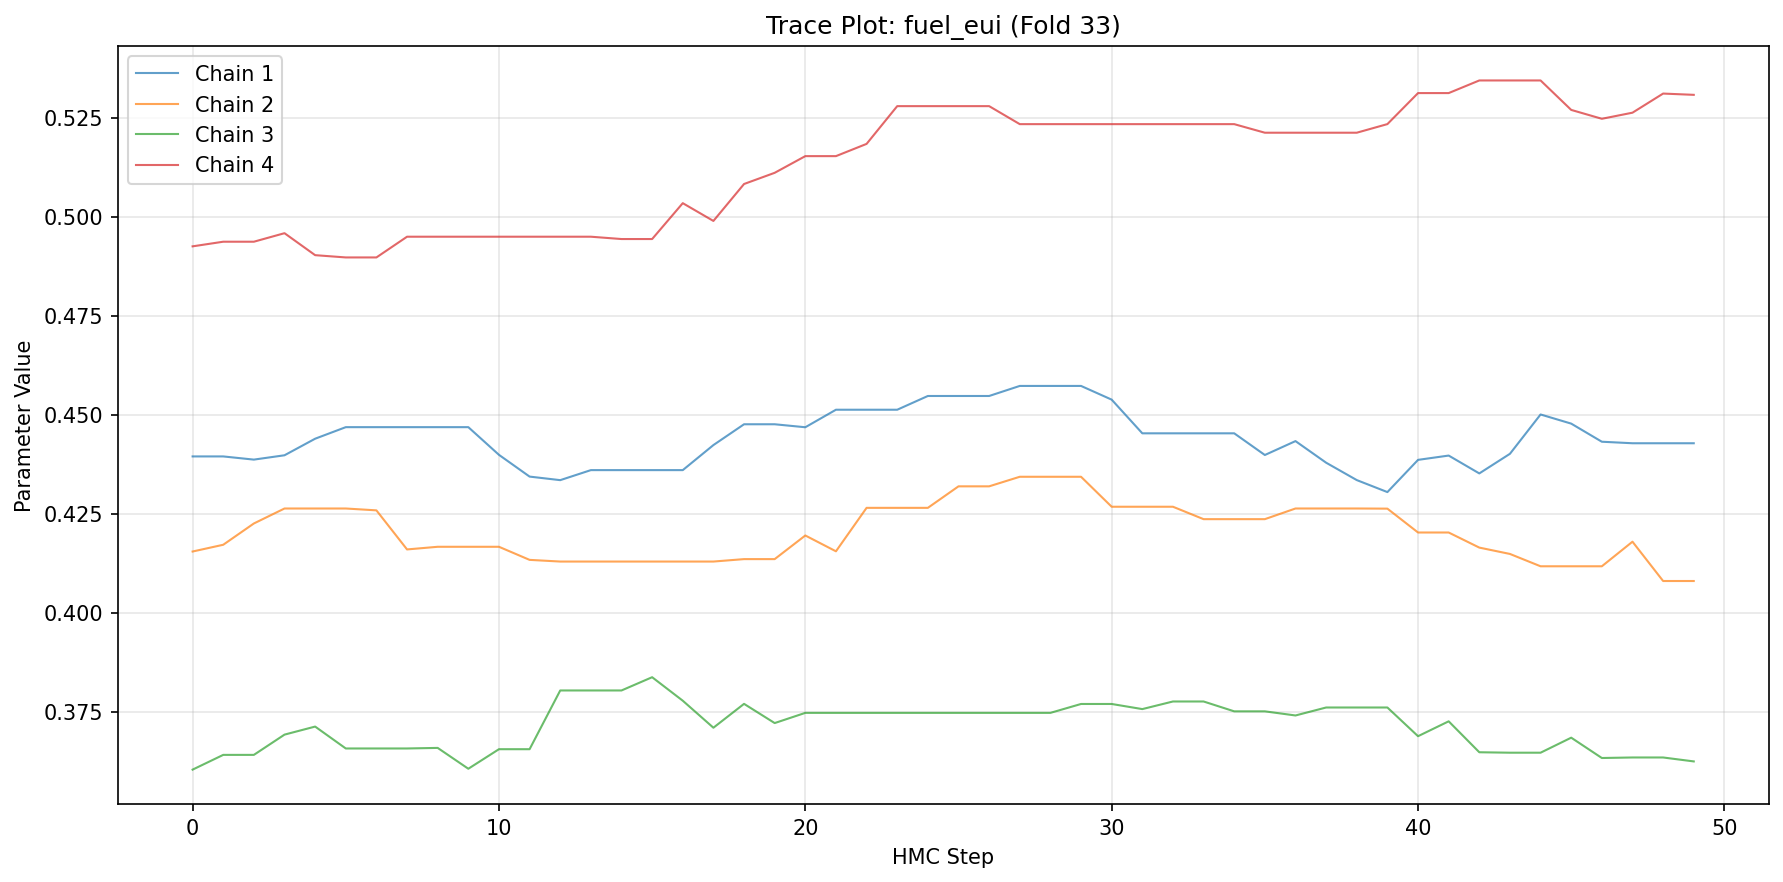 Trace Plot: fuel_eui (Fold 33)
Chain 1
Chain 2
Chain 3
Chain 4
0.525
0.500
0.475
0.450
0.425
0.400
0.375
Parameter Value
0 10 20 30 40 50
HMC Step